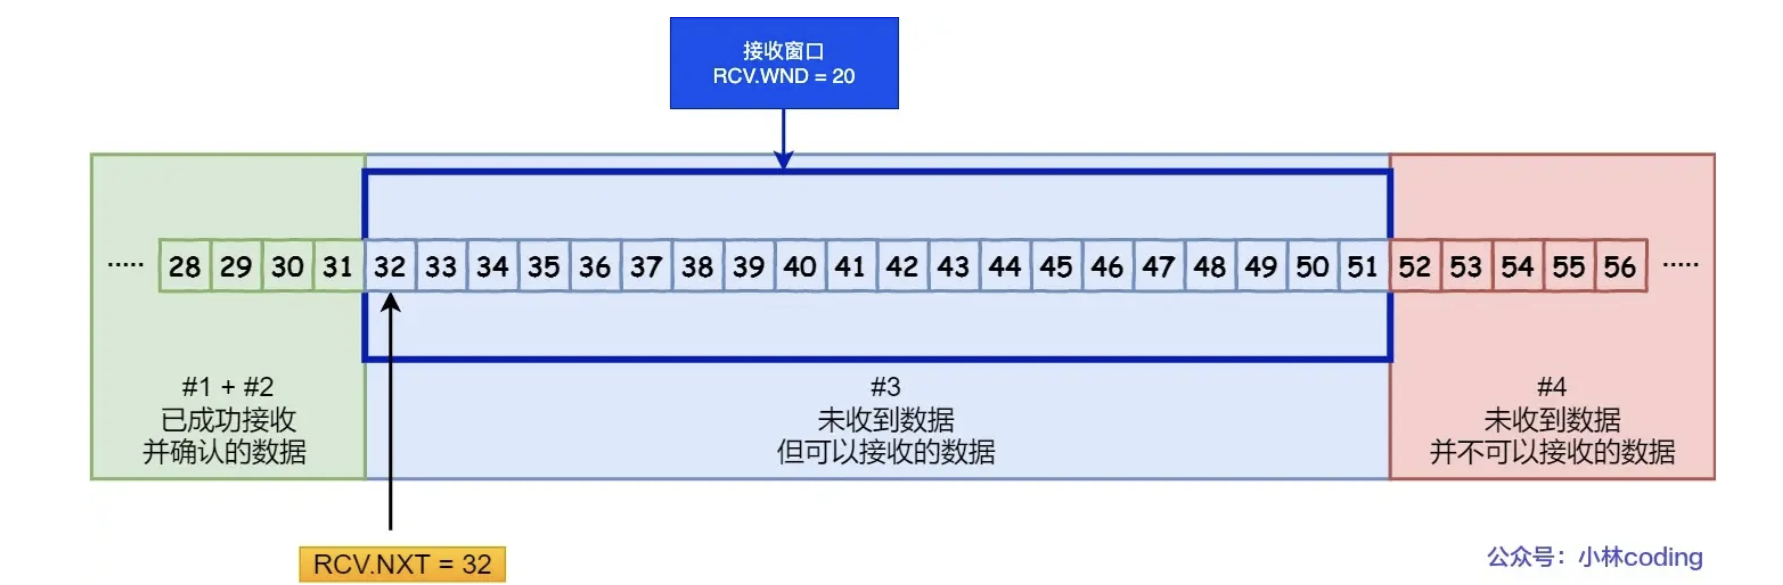 接收窗口
RCV.WND = 20
····· 28 29 30 31 32 33 34 35 36 37 38 39 40 41 42 43 44 45 46 47 48 49 50 51 52 53 54 55 56 ·····
#1 + #2
已成功接收
并确认的数据
#3
未收到数据
但可以接收的数据
#4
未收到数据
并不可以接收的数据
RCV.NXT = 32
公众号：小林coding